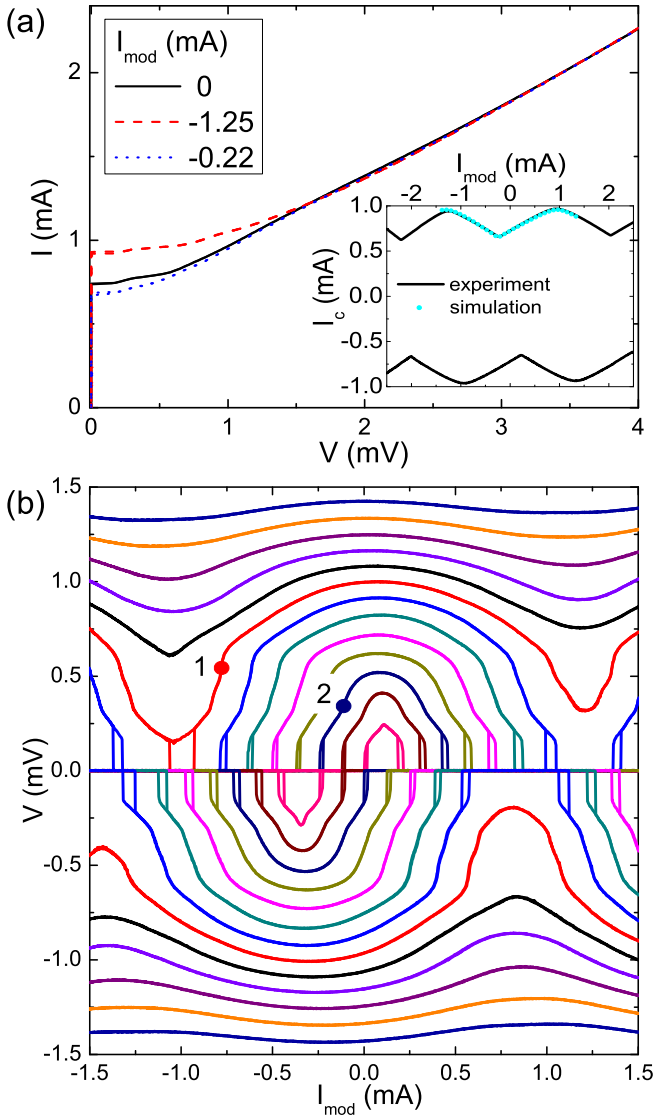 (a)
I_mod (mA)
0
-1.25
-0.22
I (mA)
2
1
0
0 1 2 3 4
V (mV)
I_mod (mA)
-2 -1 0 1 2
1.0
0.5
0.0
-0.5
-1.0
I_c (mA)
experiment
simulation
(b)
V (mV)
1.5
1.0
0.5
0.0
-0.5
-1.0
-1.5
1
2
-1.5 -1.0 -0.5 0.0 0.5 1.0 1.5
I_mod (mA)